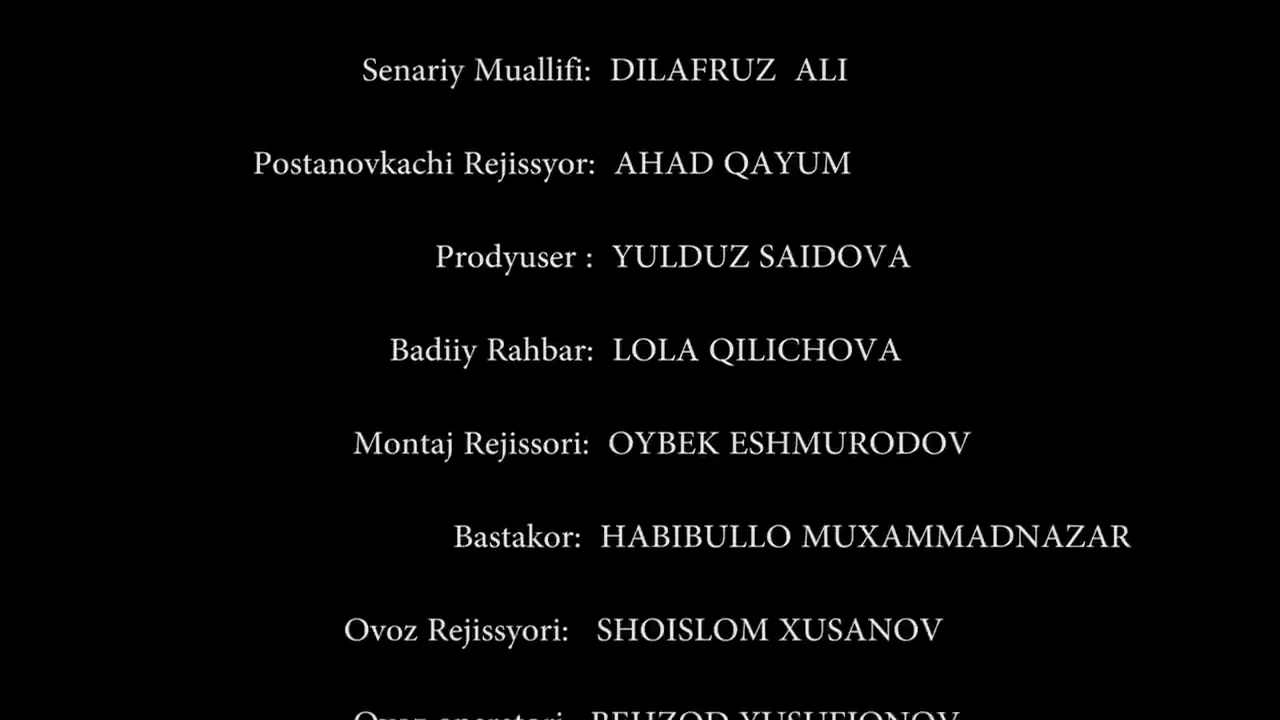 Senariy Muallifi: DILAFRUZ ALI
Postanovkachi Rejissyor: AHAD QAYUM
Prodyuser : YULDUZ SAIDOVA
Badiiy Rahbar: LOLA QILICHOVA
Montaj Rejissori: OYBEK ESHMURODOV
Bastakor: HABIBULLO MUXAMMADNAZAR
Ovoz Rejissyori: SHOISLOM XUSANOV